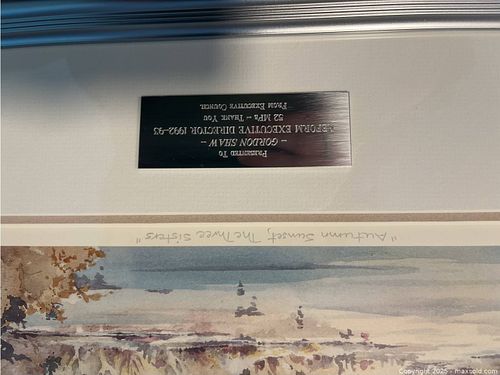 PRESENTED TO
– GORDON SHAW –
REFORM EXECUTIVE DIRECTOR 1992–93
52 MPs – THANK YOU
FROM EXECUTIVE COUNCIL
"Autumn Sunset, The Three Sisters"
Copyright 2025 - maxsold.com